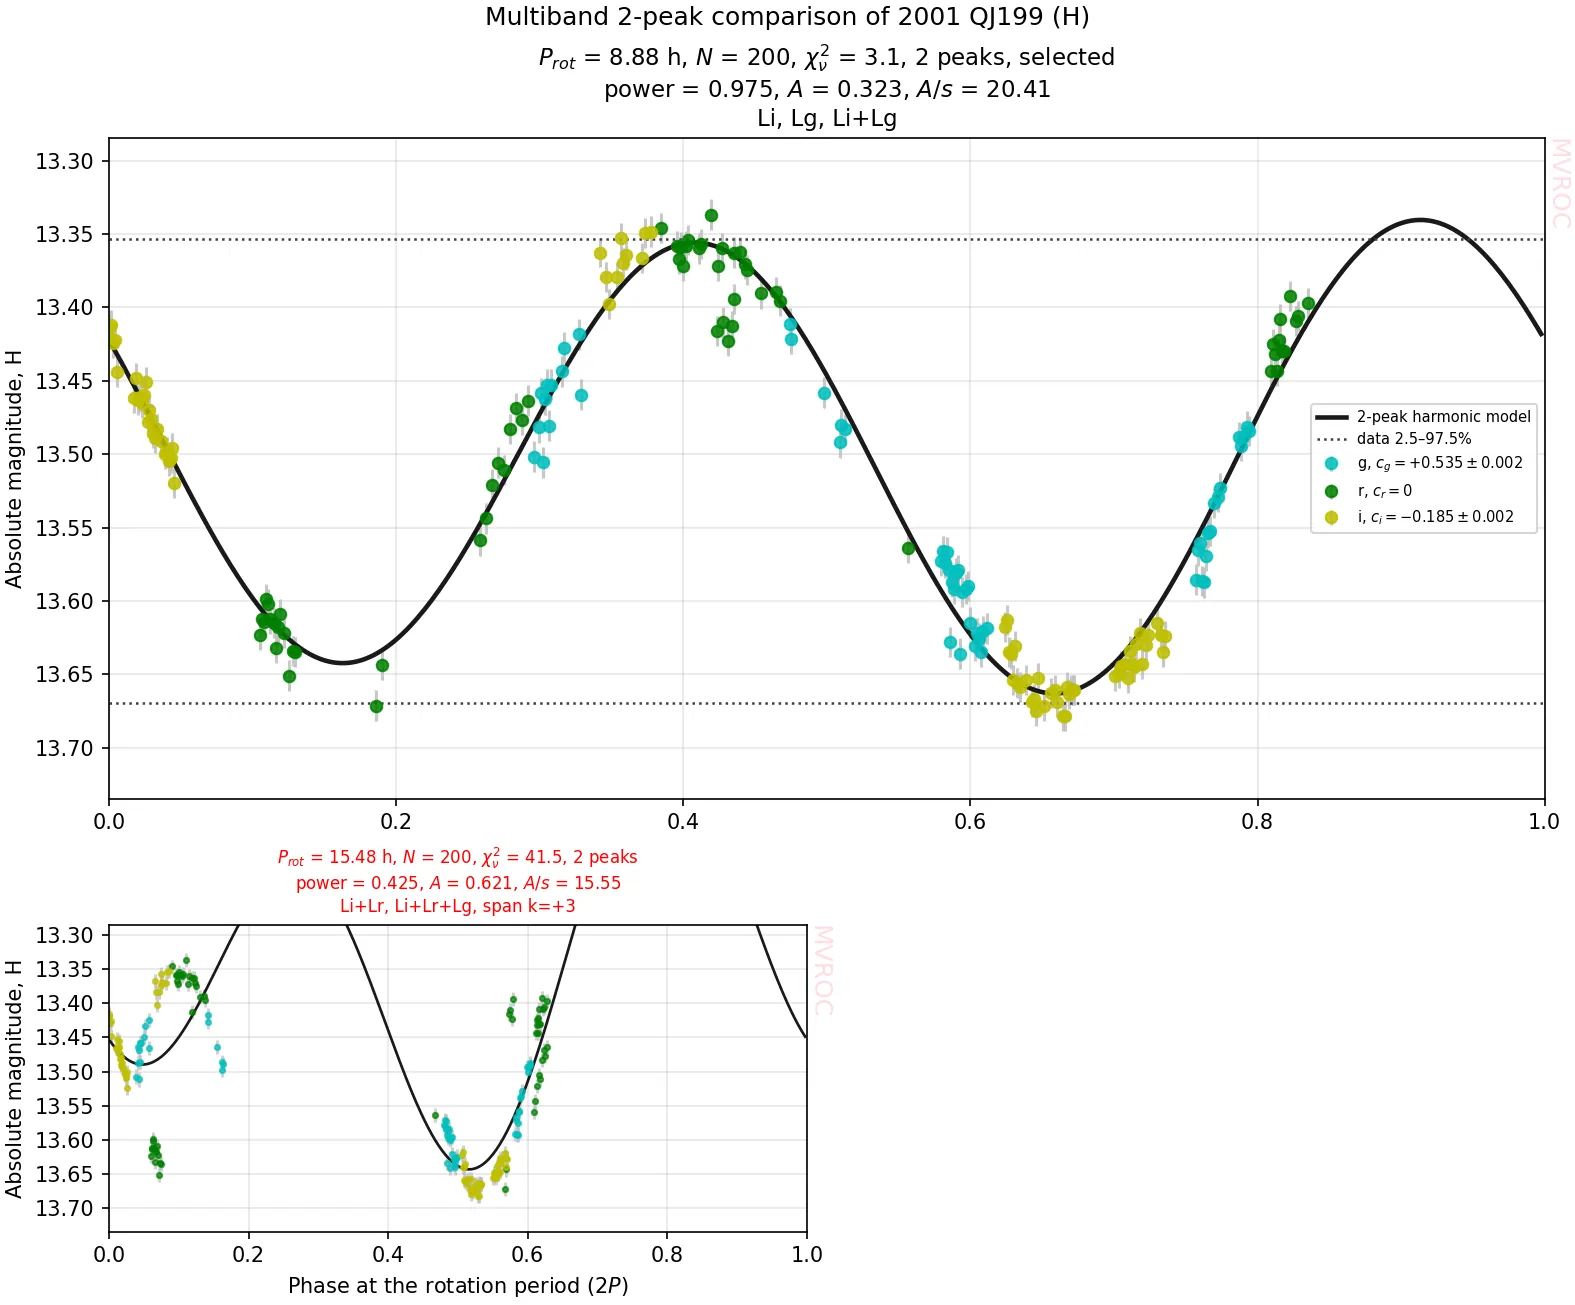 Multiband 2-peak comparison of 2001 QJ199 (H)
P_rot = 8.88 h, N = 200, χ²_ν = 3.1, 2 peaks, selected
power = 0.975, A = 0.323, A/s = 20.41
Li, Lg, Li+Lg
MVROC
13.30
13.35
13.40
13.45
13.50
13.55
13.60
13.65
13.70
Absolute magnitude, H
2-peak harmonic model
data 2.5–97.5%
g, c_g = +0.535 ± 0.002
r, c_r = 0
i, c_i = −0.185 ± 0.002
0.0 0.2 0.4 0.6 0.8 1.0
P_rot = 15.48 h, N = 200, χ²_ν = 41.5, 2 peaks
power = 0.425, A = 0.621, A/s = 15.55
Li+Lr, Li+Lr+Lg, span k=+3
MVROC
13.30
13.35
13.40
13.45
13.50
13.55
13.60
13.65
13.70
Absolute magnitude, H
0.0 0.2 0.4 0.6 0.8 1.0
Phase at the rotation period (2P)